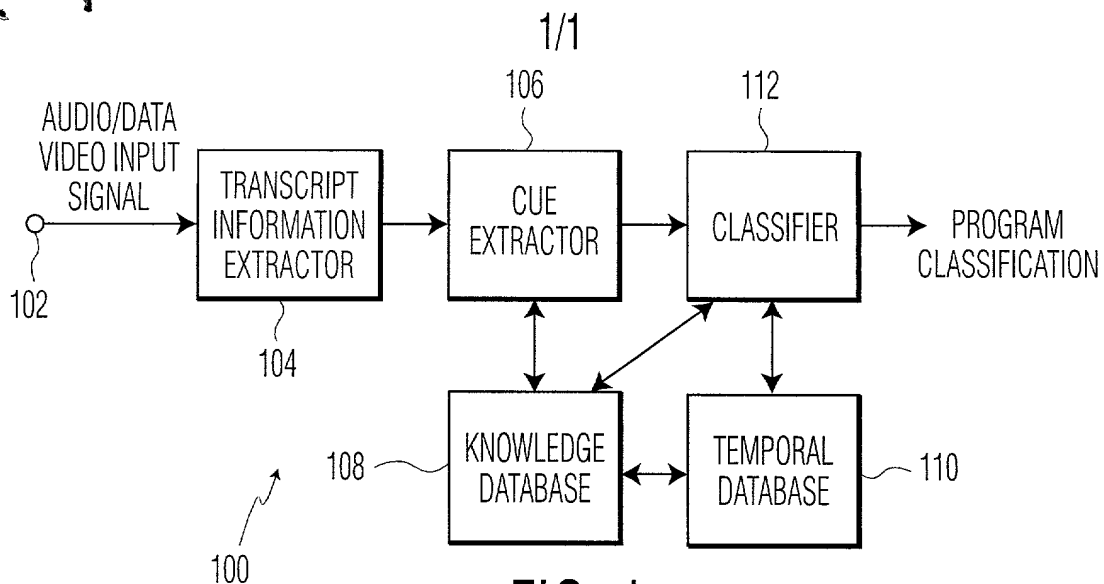 1/1
AUDIO/DATA
VIDEO INPUT
SIGNAL
102
TRANSCRIPT
INFORMATION
EXTRACTOR
104
106
CUE
EXTRACTOR
112
CLASSIFIER
PROGRAM
CLASSIFICATION
108
KNOWLEDGE
DATABASE
TEMPORAL
DATABASE
110
100